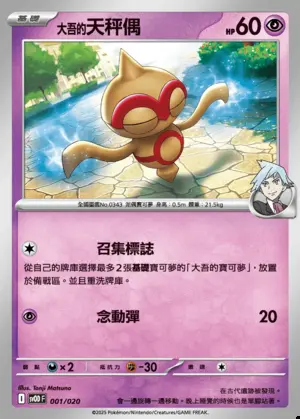 基礎 大吾的天秤偶 HP60
全國圖鑑No.0343 泥偶寶可夢 身高：0.5m 體重：21.5kg
召集標誌
從自己的牌庫選擇最多2張基礎寶可夢的「大吾的寶可夢」，放置
於備戰區。並且重洗牌庫。
念動彈 20
弱點 ×2 抵抗力 -30 撤退
Illus. Tanji Matsuno
I SVOD F 001/020
在古代遺跡被發現。
會一邊旋轉一邊移動。晚上睡覺的時候也是單腳站著。
©2025 Pokémon/Nintendo/Creatures/GAME FREAK.